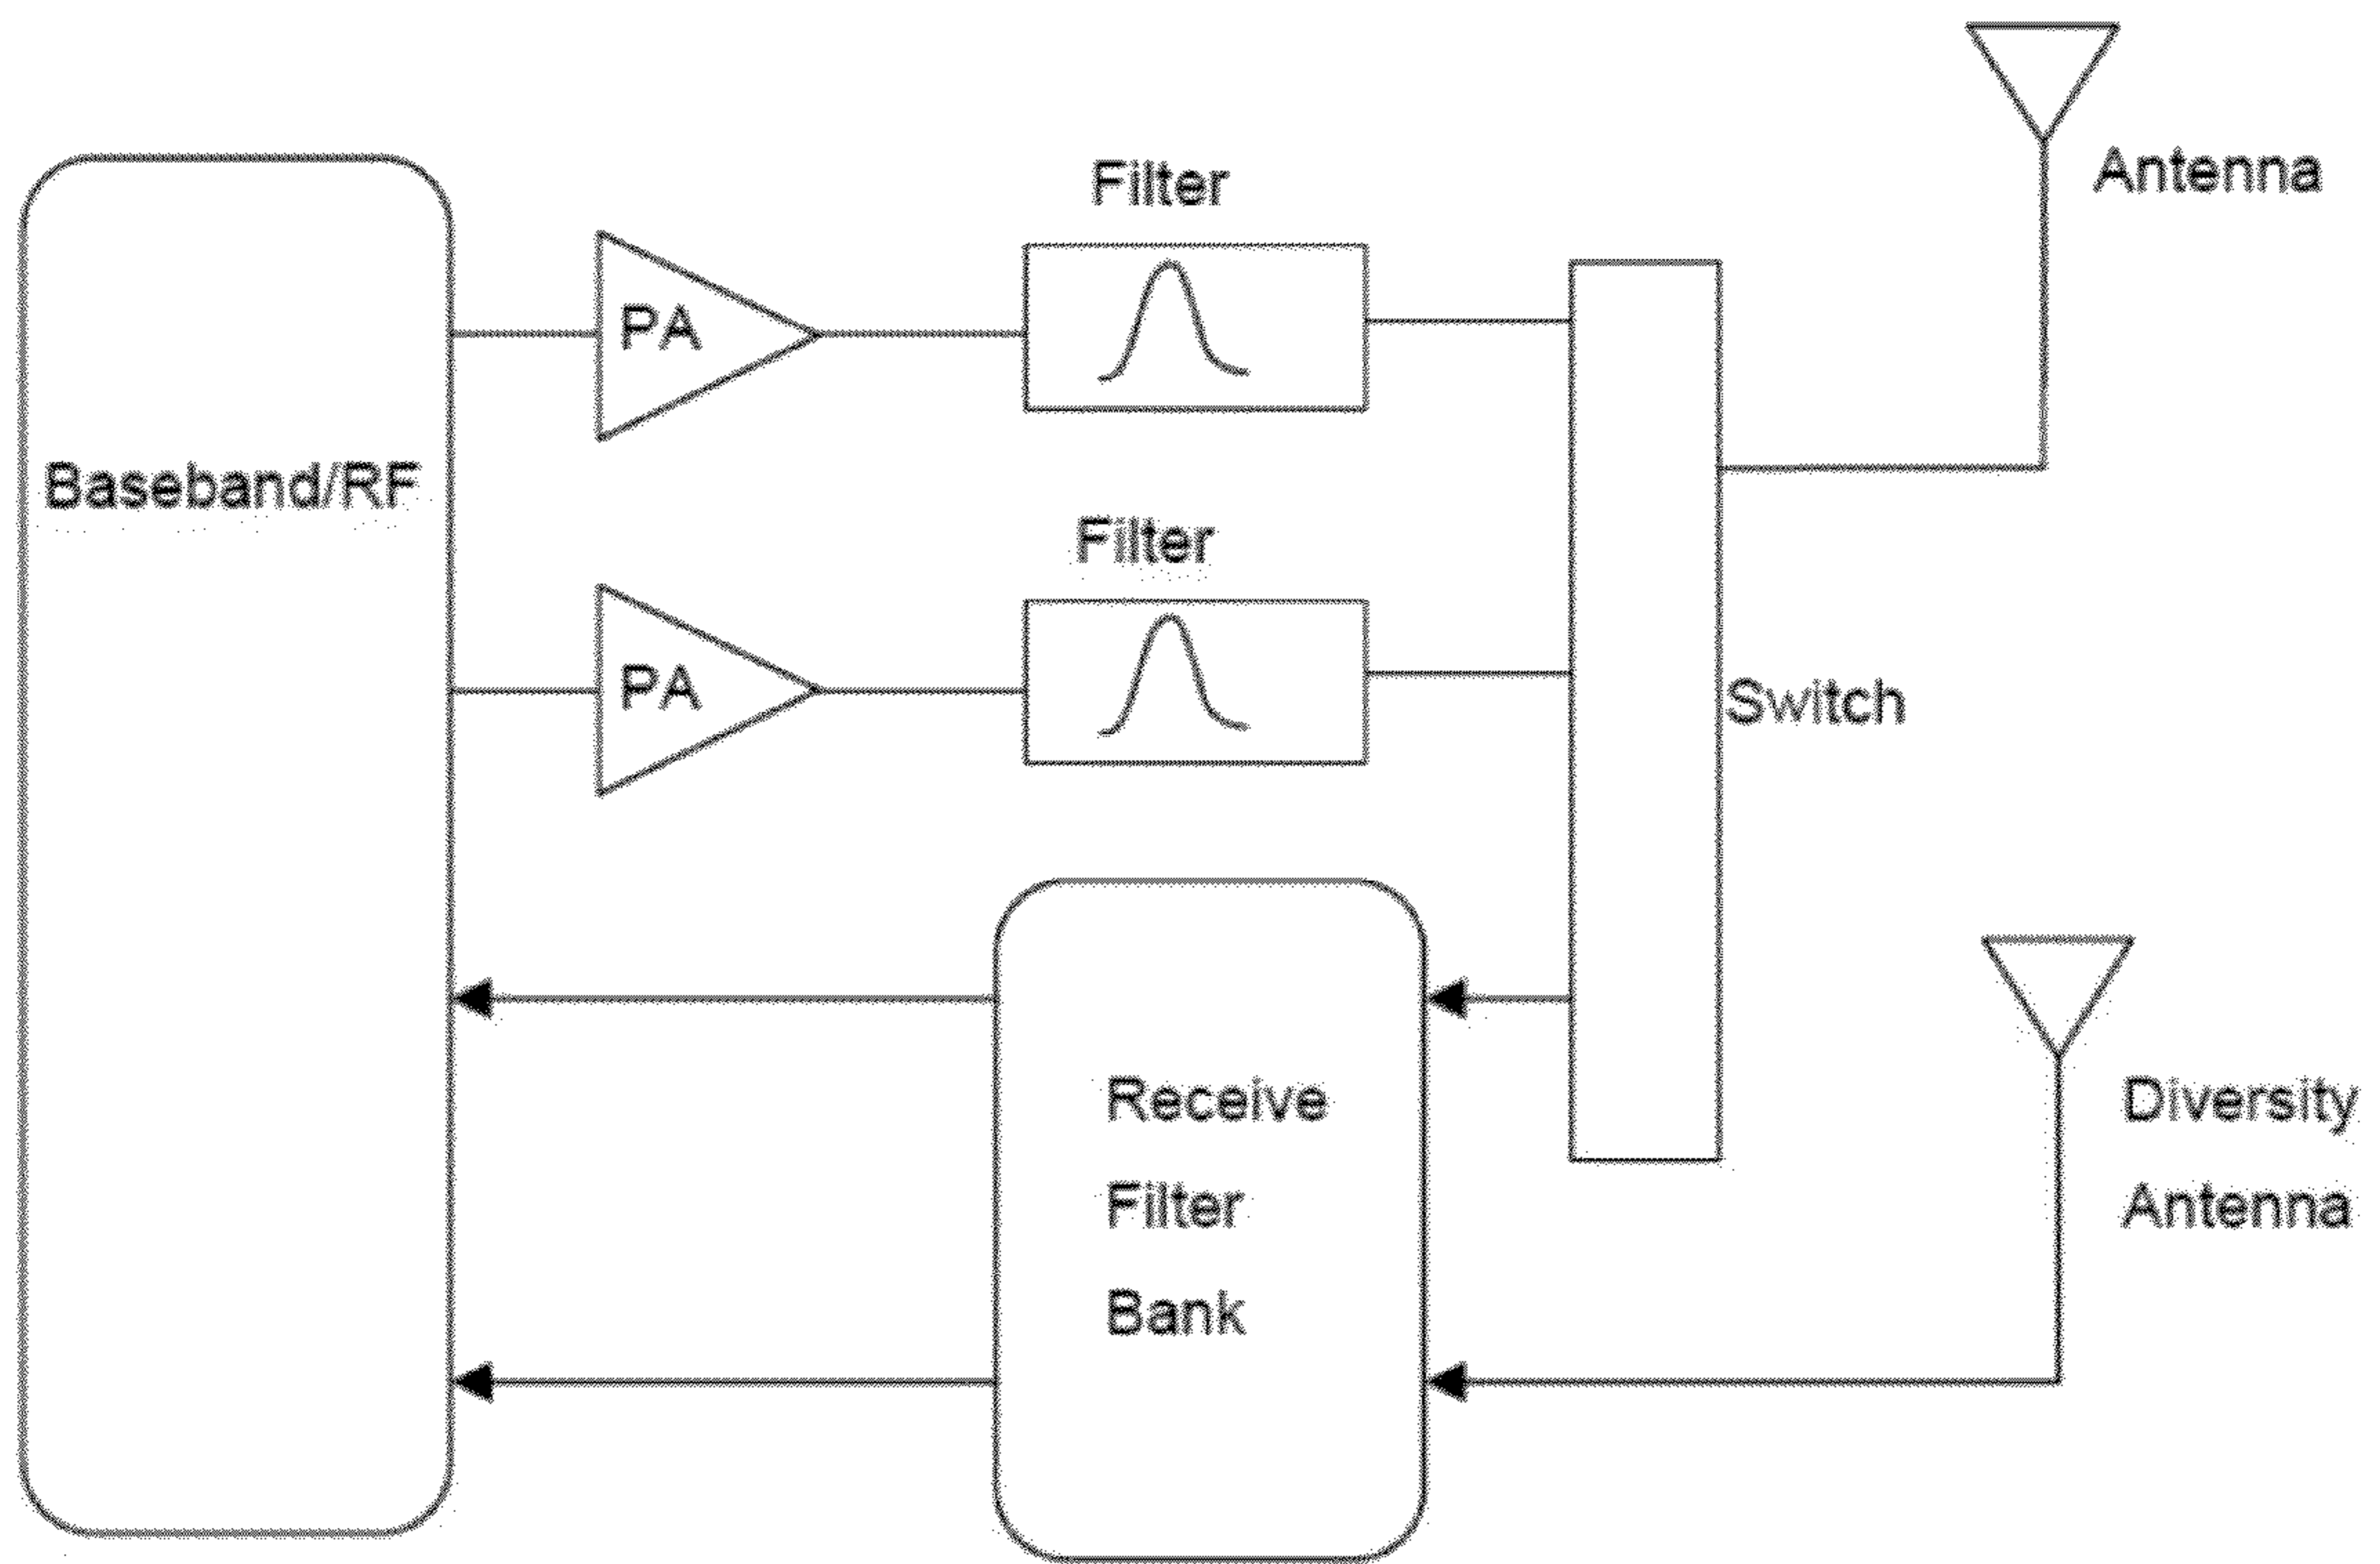 Antenna
Filter
PA
Baseband/RF
Filter
PA
Switch
Receive
Filter
Bank
Diversity
Antenna